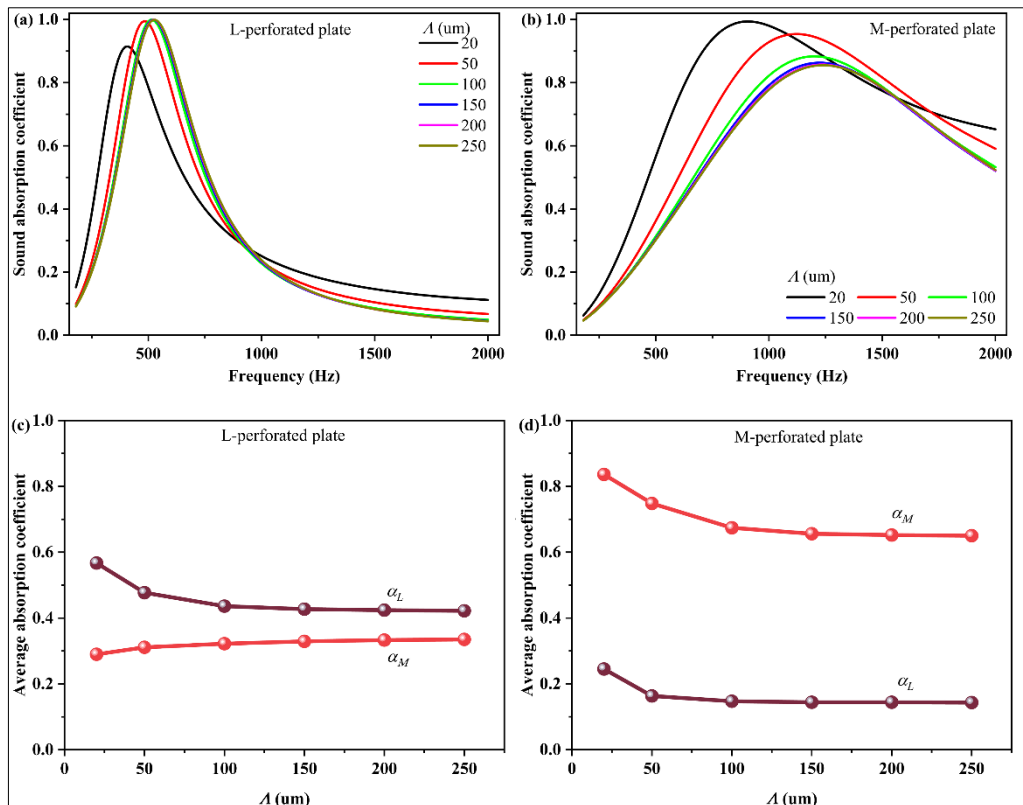 (a)
L-perforated plate
Λ (um)
20
50
100
150
200
250
1.0
0.8
0.6
0.4
0.2
0.0
500
1000
1500
2000
Sound absorption coefficient
Frequency (Hz)
(b)
M-perforated plate
Λ (um)
20 50 100
150 200 250
1.0
0.8
0.6
0.4
0.2
0.0
500
1000
1500
2000
Sound absorption coefficient
Frequency (Hz)
(c)
L-perforated plate
αL
αM
1.0
0.8
0.6
0.4
0.2
0.0
0
50
100
150
200
250
Average absorption coefficient
Λ (um)
(d)
M-perforated plate
αM
αL
1.0
0.8
0.6
0.4
0.2
0.0
0
50
100
150
200
250
Average absorption coefficient
Λ (um)